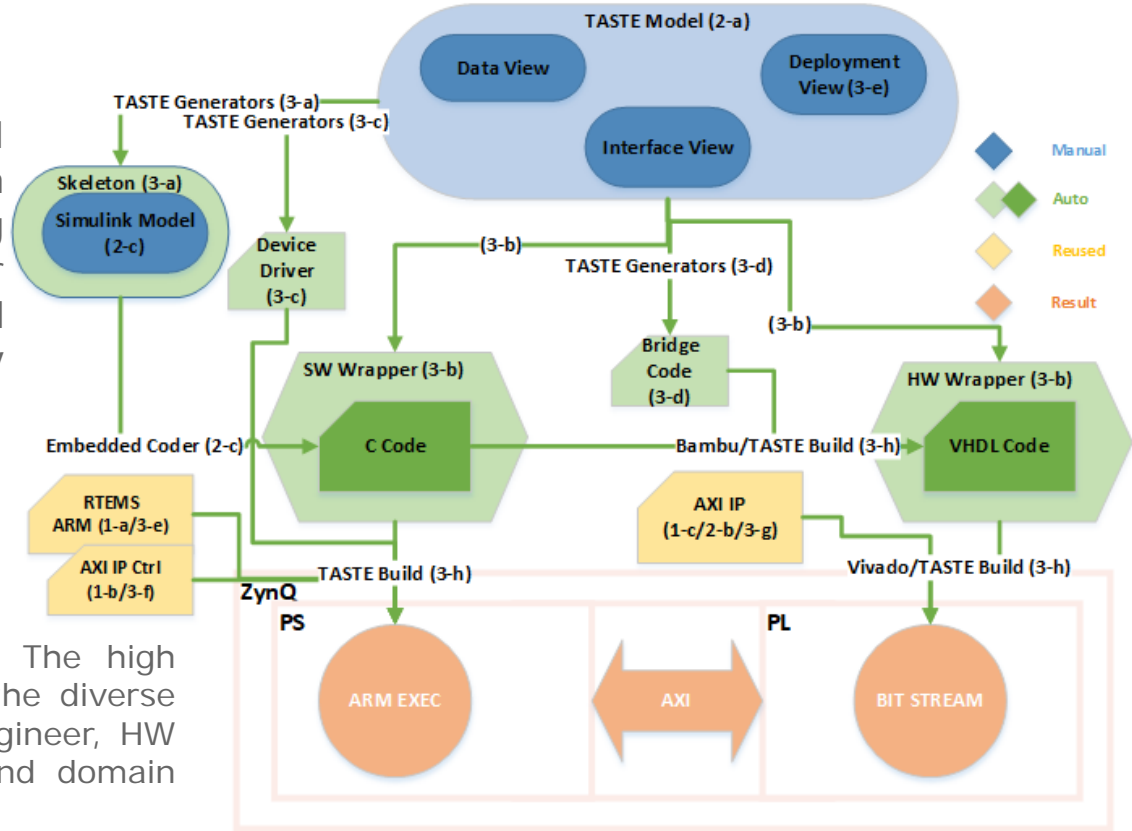 TASTE Model (2-a)
Data View
Deployment
View (3-e)
Interface View
TASTE Generators (3-a)
TASTE Generators (3-c)
Manual
Auto
Reused
Result
Skeleton (3-a)
Simulink Model
(2-c)
Device
Driver
(3-c)
(3-b)
TASTE Generators (3-d)
(3-b)
Bridge
Code
(3-d)
SW Wrapper (3-b)
C Code
HW Wrapper (3-b)
VHDL Code
Embedded Coder (2-c)
Bambu/TASTE Build (3-h)
RTEMS
ARM (1-a/3-e)
AXI IP Ctrl
(1-b/3-f)
AXI IP
(1-c/2-b/3-g)
TASTE Build (3-h)
Vivado/TASTE Build (3-h)
ZynQ
PS
PL
ARM EXEC
AXI
BIT STREAM
The high
the diverse
gineer, HW
nd domain